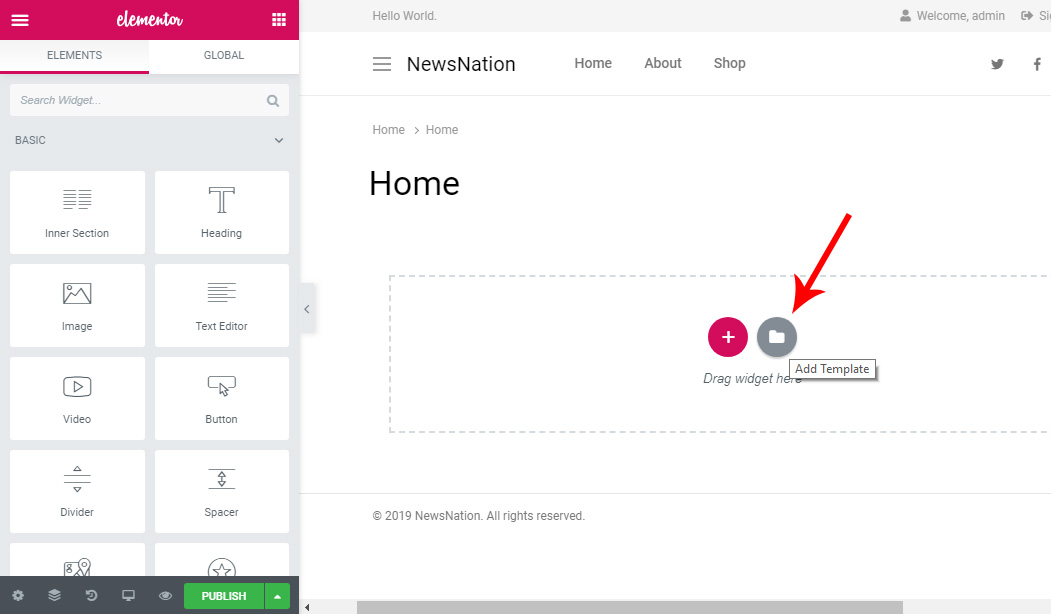 elementor
ELEMENTS
GLOBAL
Search Widget...
BASIC
Inner Section
Heading
Image
Text Editor
Video
Button
Divider
Spacer
PUBLISH
Hello World.
Welcome, admin
NewsNation
Home
About
Shop
Home > Home
Home
Add Template
Drag widget here
© 2019 NewsNation. All rights reserved.